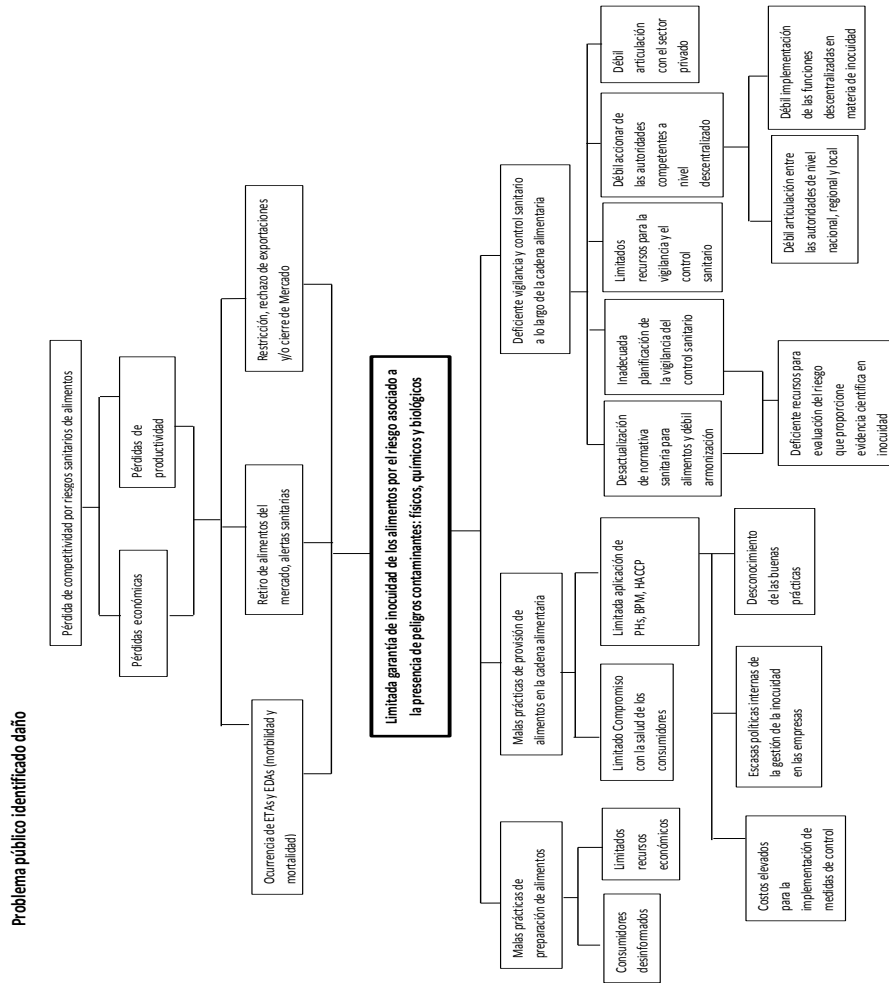 Problema público identificado daño
Pérdida de competitividad por riesgos sanitarios de alimentos
Pérdidas económicas
Pérdidas de
productividad
Ocurrencia de ETAs y EDAs (morbilidad y
mortalidad)
Retiro de alimentos del
mercado, alertas sanitarias
Restricción, rechazo de exportaciones
y/o cierre de Mercado
Limitada garantía de inocuidad de los alimentos por el riesgo asociado a
la presencia de peligros contaminantes: físicos, químicos y biológicos
Malas prácticas de
preparación de alimentos
Malas prácticas de provisión de
alimentos en la cadena alimentaria
Deficiente vigilancia y control sanitario
a lo largo de la cadena alimentaria
Consumidores
desinformados
Limitados
recursos
económicos
Limitado Compromiso
con la salud de los
consumidores
Limitada aplicación de
PHs, BPM, HACCP
Desactualización
de normativa
sanitaria para
alimentos y débil
armonización
Inadecuada
planificación de
la vigilancia del
control sanitario
Limitados
recursos para la
vigilancia y el
control
sanitario
Débil accionar de
las autoridades
competentes a
nivel
descentralizado
Débil
articulación
con el sector
privado
Costos elevados
para la
implementación de
medidas de control
Escasas políticas internas de
la gestión de la inocuidad
en las empresas
Desconocimiento
de las buenas
prácticas
Deficiente recursos para
evaluación del riesgo
que proporcione
evidencia científica en
inocuidad
Débil articulación entre
las autoridades de nivel
nacional, regional y local
Débil implementación
de las funciones
descentralizadas en
materia de inocuidad